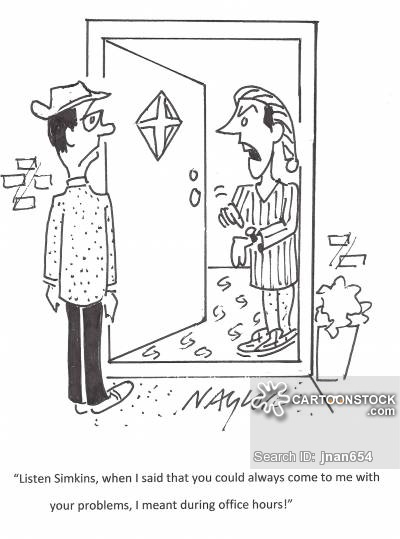 CARTOONSTOCK
.com
Search ID: jnan654
“Listen Simkins, when I said that you could always come to me with
your problems, I meant during office hours!”